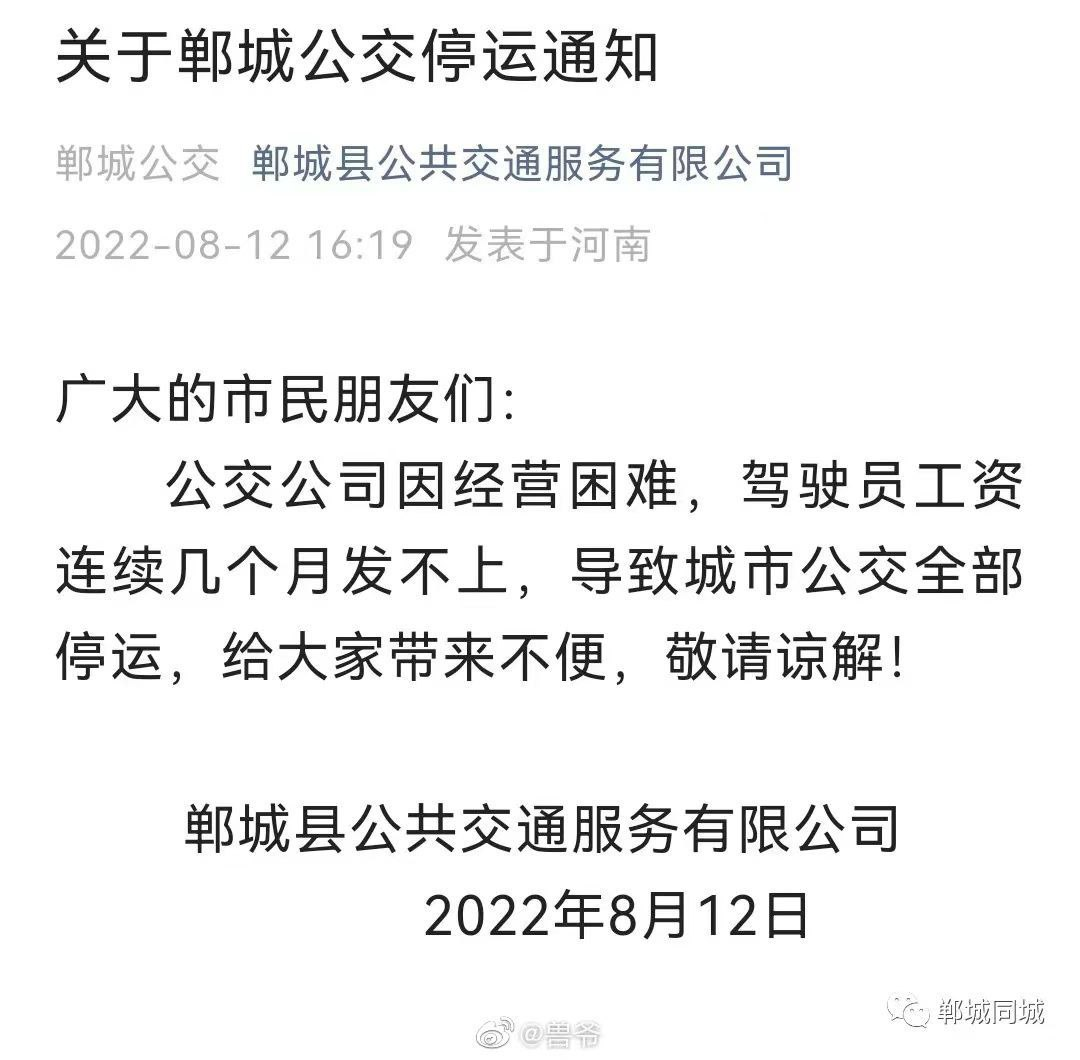 关于郸城公交停运通知
郸城公交 郸城县公共交通服务有限公司
2022-08-12 16:19 发表于河南
广大的市民朋友们：
公交公司因经营困难，驾驶员工资
连续几个月发不上，导致城市公交全部
停运，给大家带来不便，敬请谅解！
郸城县公共交通服务有限公司
2022年8月12日
郸城同城
@兽爷